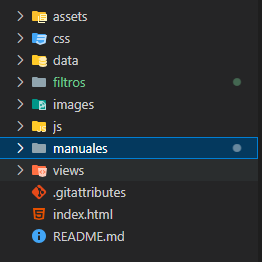 assets
css
data
filtros
images
js
manuales
views
.gitattributes
index.html
README.md